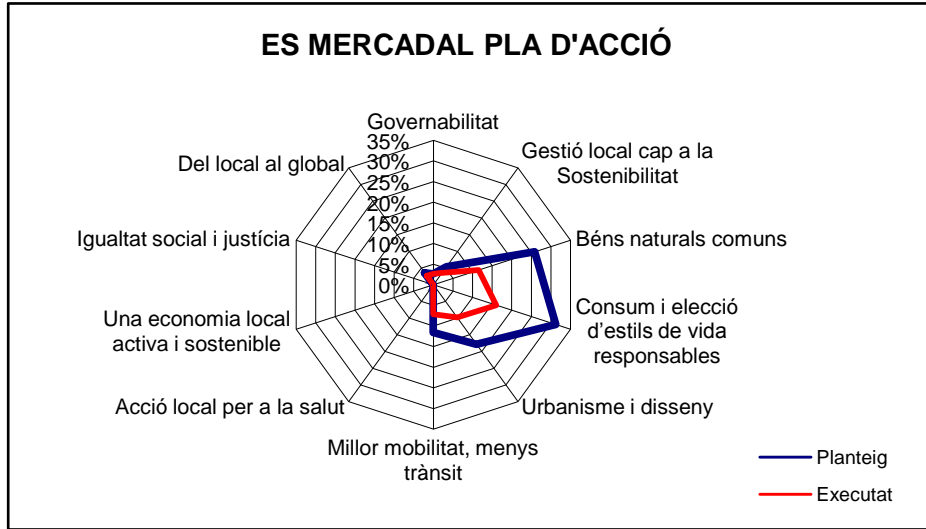 ES MERCADAL PLA D'ACCIÓ
Governabilitat
Gestió local cap a la
Sostenibilitat
Béns naturals comuns
Consum i elecció
d’estils de vida
responsables
Urbanisme i disseny
Millor mobilitat, menys
trànsit
Acció local per a la salut
Una economia local
activa i sostenible
Igualtat social i justícia
Del local al global
35%
30%
25%
20%
15%
10%
5%
0%
Planteig
Executat